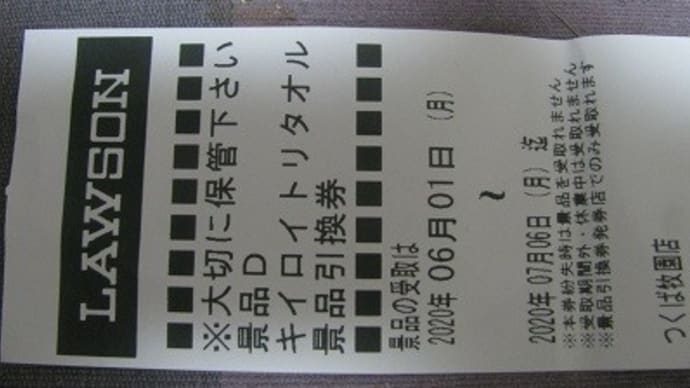 LAWSON
■■■■■■■■■■
※大切に保管下さい
景品D
キイロイトリタオル
景品引換券
■■■■■■■■■■
景品の受取は
2020年 06月01日 (月)
~
2020年 07月06日 (月) 迄
※本券紛失時は景品を受取れません
※受取期間外・休業中は受取れません
※景品引換券発券店でのみ受取れます
つくば牧園店